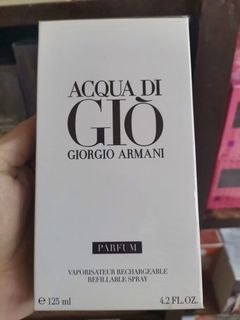 ACQUA DI
GIÒ
GIORGIO ARMANI
PARFUM
VAPORISATEUR RECHARGEABLE
REFILLABLE SPRAY
e 125 ml 4.2 FL.OZ.